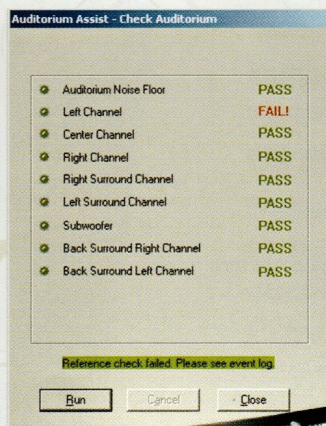 Auditorium Assist - Check Auditorium
Auditorium Noise Floor PASS
Left Channel FAIL!
Center Channel PASS
Right Channel PASS
Right Surround Channel PASS
Left Surround Channel PASS
Subwoofer PASS
Back Surround Right Channel PASS
Back Surround Left Channel PASS
Reference check failed. Please see event log.
Run Cancel Close